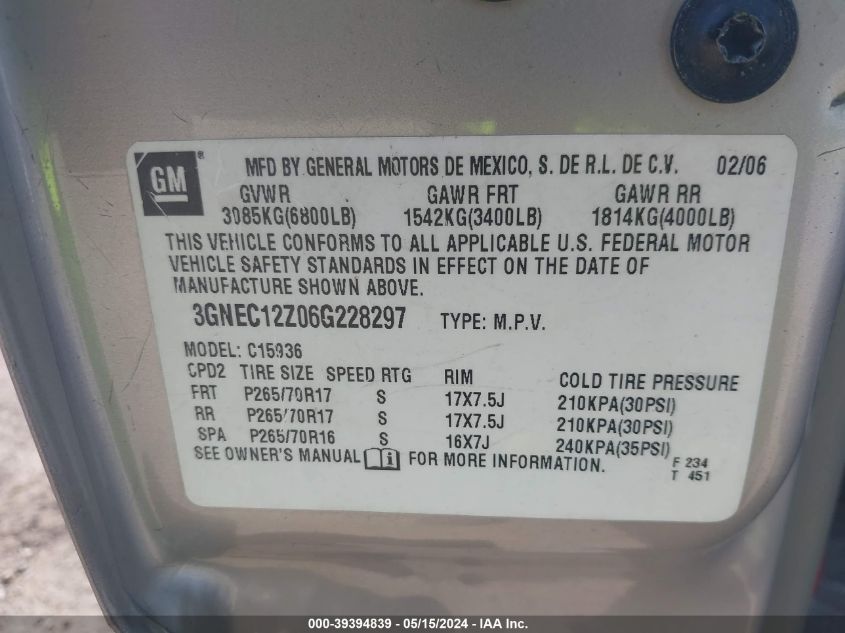 GM ® MFD BY GENERAL MOTORS DE MEXICO, S. DE R.L. DE C.V. 02/06
GVWR GAWR FRT GAWR RR
3085KG(6800LB) 1542KG(3400LB) 1814KG(4000LB)
THIS VEHICLE CONFORMS TO ALL APPLICABLE U.S. FEDERAL MOTOR
VEHICLE SAFETY STANDARDS IN EFFECT ON THE DATE OF
MANUFACTURE SHOWN ABOVE.
3GNEC12Z06G228297 TYPE: M.P.V.
MODEL: C15936
CPD2 TIRE SIZE SPEED RTG RIM COLD TIRE PRESSURE
FRT P265/70R17 S 17X7.5J 210KPA(30PSI)
RR P265/70R17 S 17X7.5J 210KPA(30PSI)
SPA P265/70R16 S 16X7J 240KPA(35PSI)
SEE OWNER'S MANUAL FOR MORE INFORMATION.
F 234
T 451
000-39394839 - 05/15/2024 - IAA Inc.